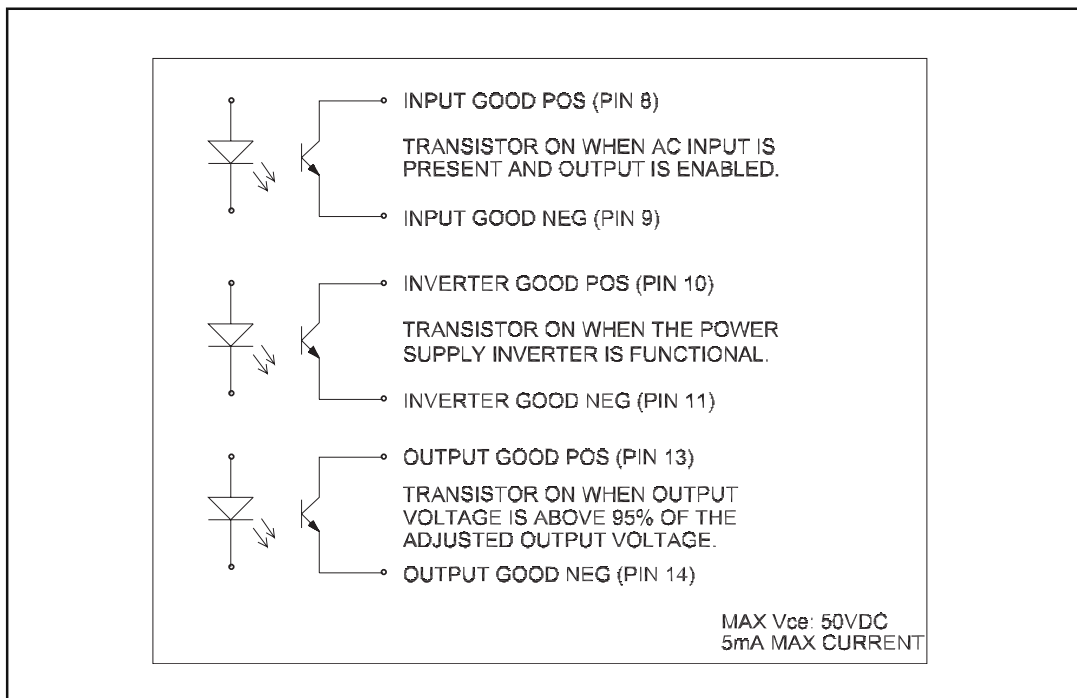 INPUT GOOD POS (PIN 8)
TRANSISTOR ON WHEN AC INPUT IS
PRESENT AND OUTPUT IS ENABLED.
INPUT GOOD NEG (PIN 9)
INVERTER GOOD POS (PIN 10)
TRANSISTOR ON WHEN THE POWER
SUPPLY INVERTER IS FUNCTIONAL.
INVERTER GOOD NEG (PIN 11)
OUTPUT GOOD POS (PIN 13)
TRANSISTOR ON WHEN OUTPUT
VOLTAGE IS ABOVE 95% OF THE
ADJUSTED OUTPUT VOLTAGE.
OUTPUT GOOD NEG (PIN 14)
MAX Vce: 50VDC
5mA MAX CURRENT